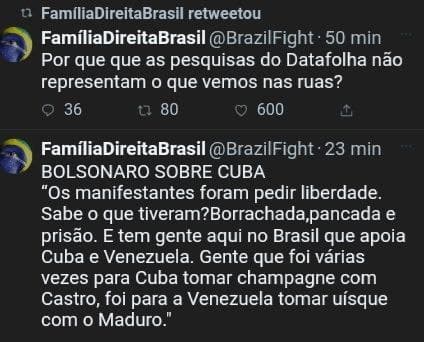 FamíliaDireitaBrasil retweetou
FamíliaDireitaBrasil @BrazilFight · 50 min
Por que que as pesquisas do Datafolha não
representam o que vemos nas ruas?
36 80 600
FamíliaDireitaBrasil @BrazilFight · 23 min
BOLSONARO SOBRE CUBA
“Os manifestantes foram pedir liberdade.
Sabe o que tiveram?Borrachada,pancada e
prisão. E tem gente aqui no Brasil que apoia
Cuba e Venezuela. Gente que foi várias
vezes para Cuba tomar champagne com
Castro, foi para a Venezuela tomar uísque
com o Maduro."